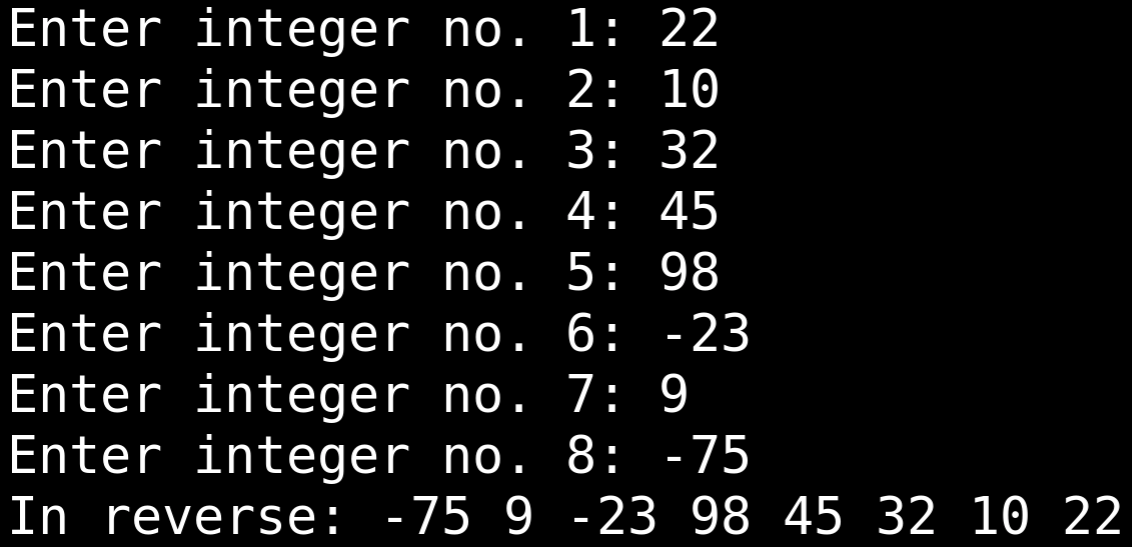 Enter integer no. 1: 22
Enter integer no. 2: 10
Enter integer no. 3: 32
Enter integer no. 4: 45
Enter integer no. 5: 98
Enter integer no. 6: -23
Enter integer no. 7: 9
Enter integer no. 8: -75
In reverse: -75 9 -23 98 45 32 10 22